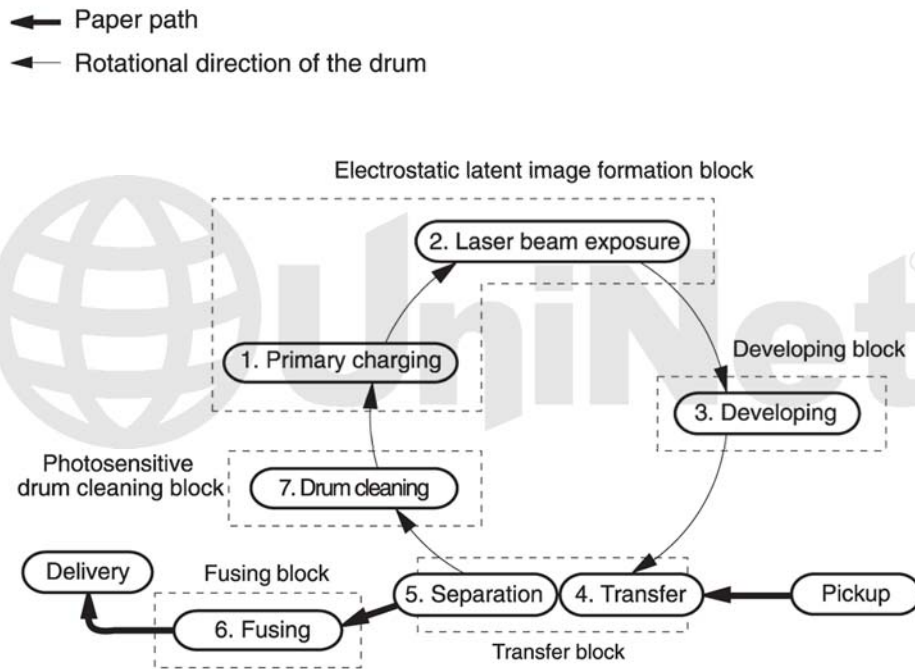 Paper path
Rotational direction of the drum
Electrostatic latent image formation block
2. Laser beam exposure
UniNet
®
1. Primary charging
Developing block
3. Developing
Photosensitive
drum cleaning block
7. Drum cleaning
Delivery
Fusing block
5. Separation
4. Transfer
Pickup
6. Fusing
Transfer block